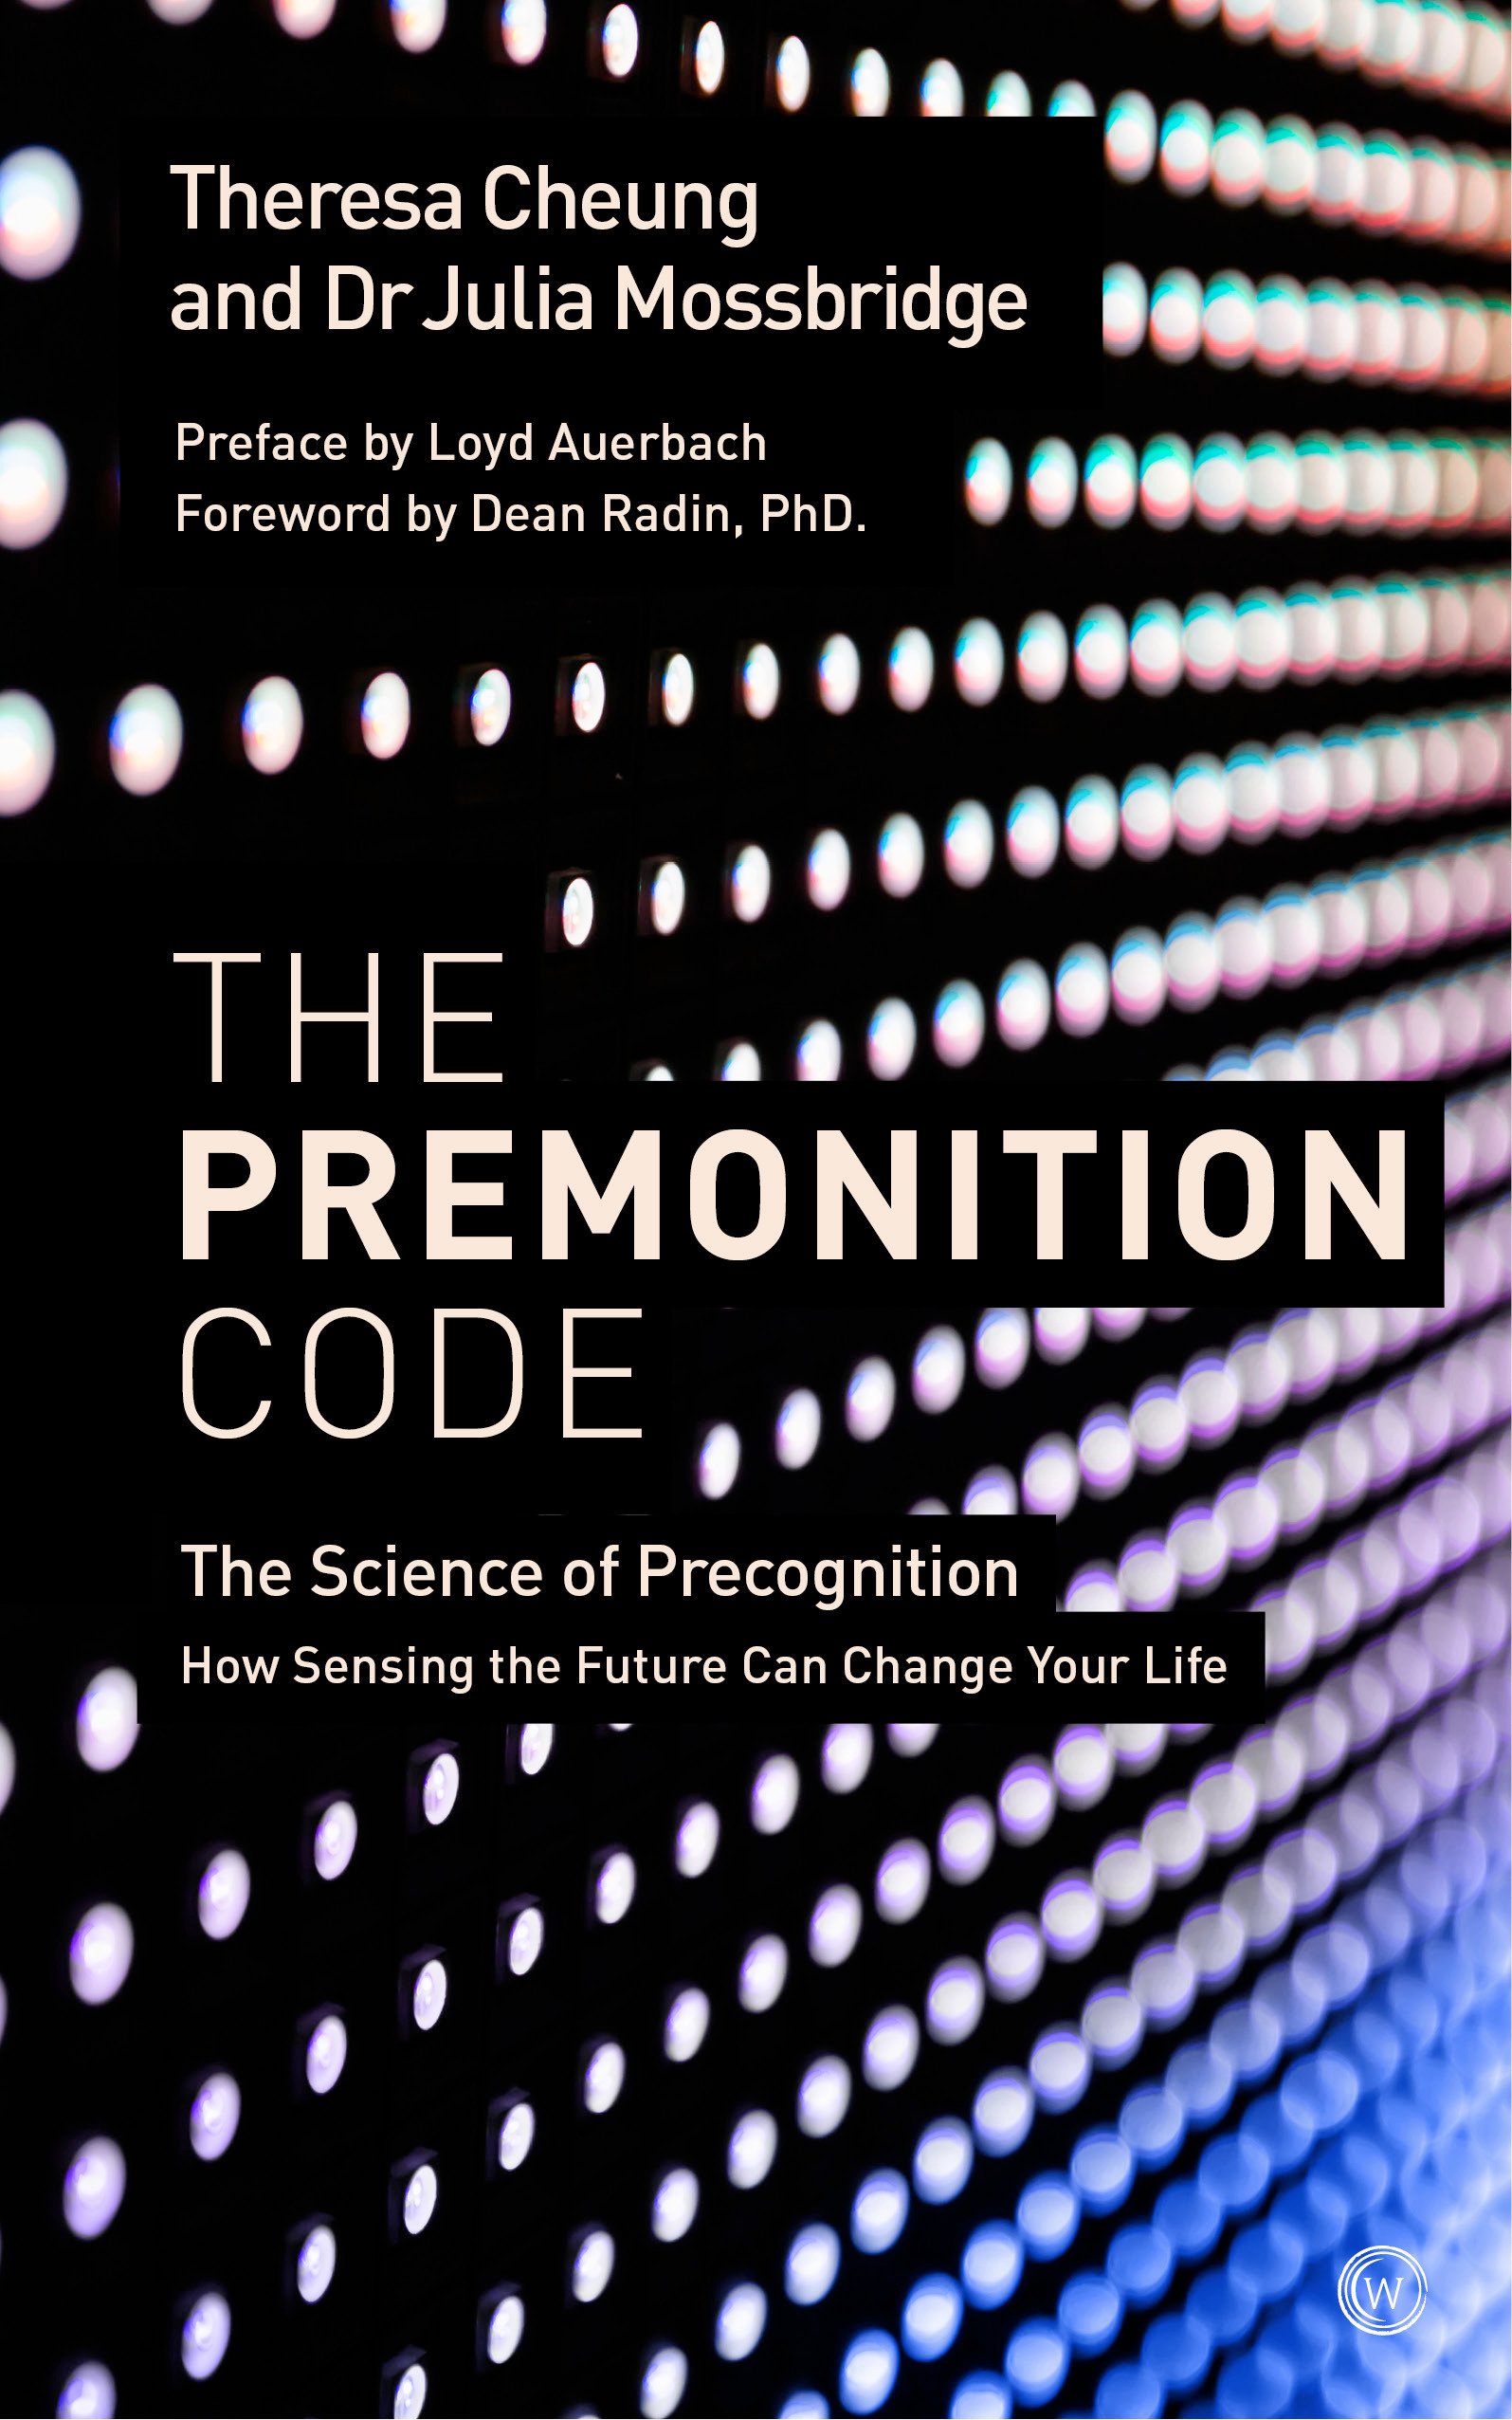 Theresa Cheung
and Dr Julia Mossbridge
Preface by Loyd Auerbach
Foreword by Dean Radin, PhD.
THE
PREMONITION
CODE
The Science of Precognition
How Sensing the Future Can Change Your Life
W